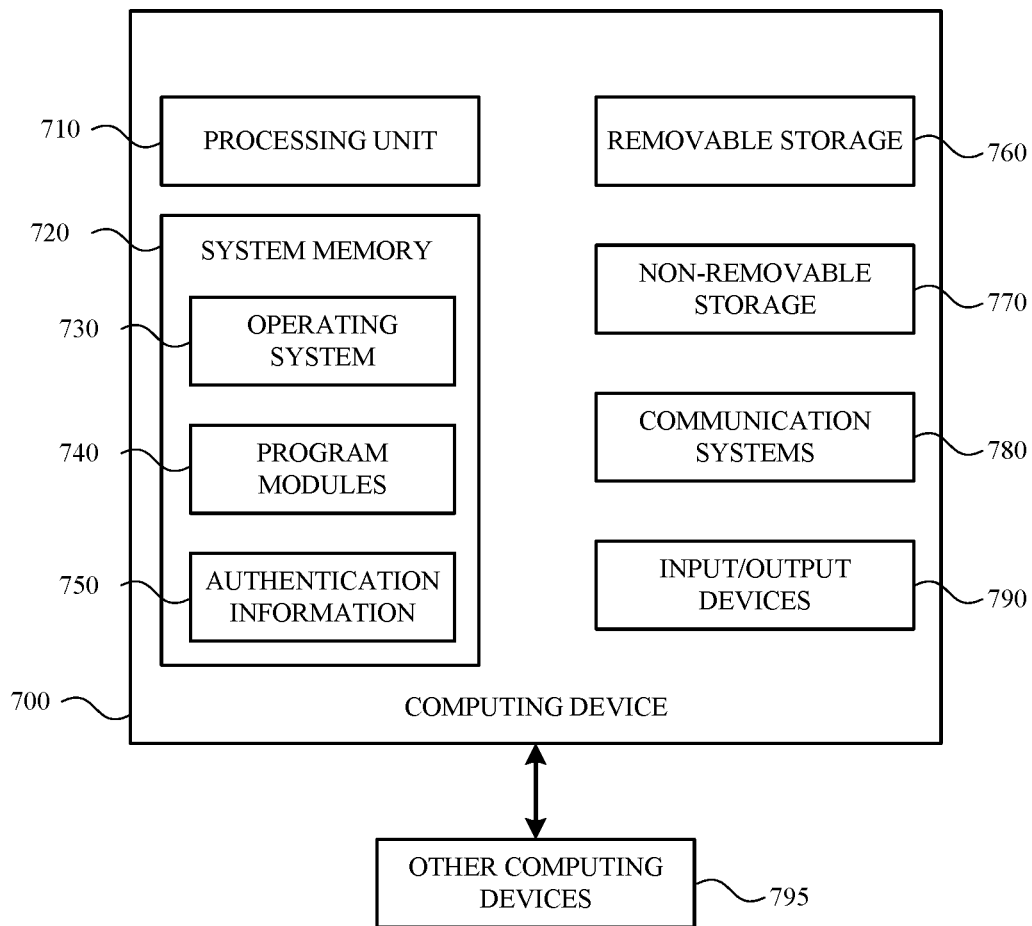 710
PROCESSING UNIT
REMOVABLE STORAGE
760
720
SYSTEM MEMORY
730
OPERATING
SYSTEM
740
PROGRAM
MODULES
750
AUTHENTICATION
INFORMATION
NON-REMOVABLE
STORAGE
770
COMMUNICATION
SYSTEMS
780
INPUT/OUTPUT
DEVICES
790
700
COMPUTING DEVICE
OTHER COMPUTING
DEVICES
795